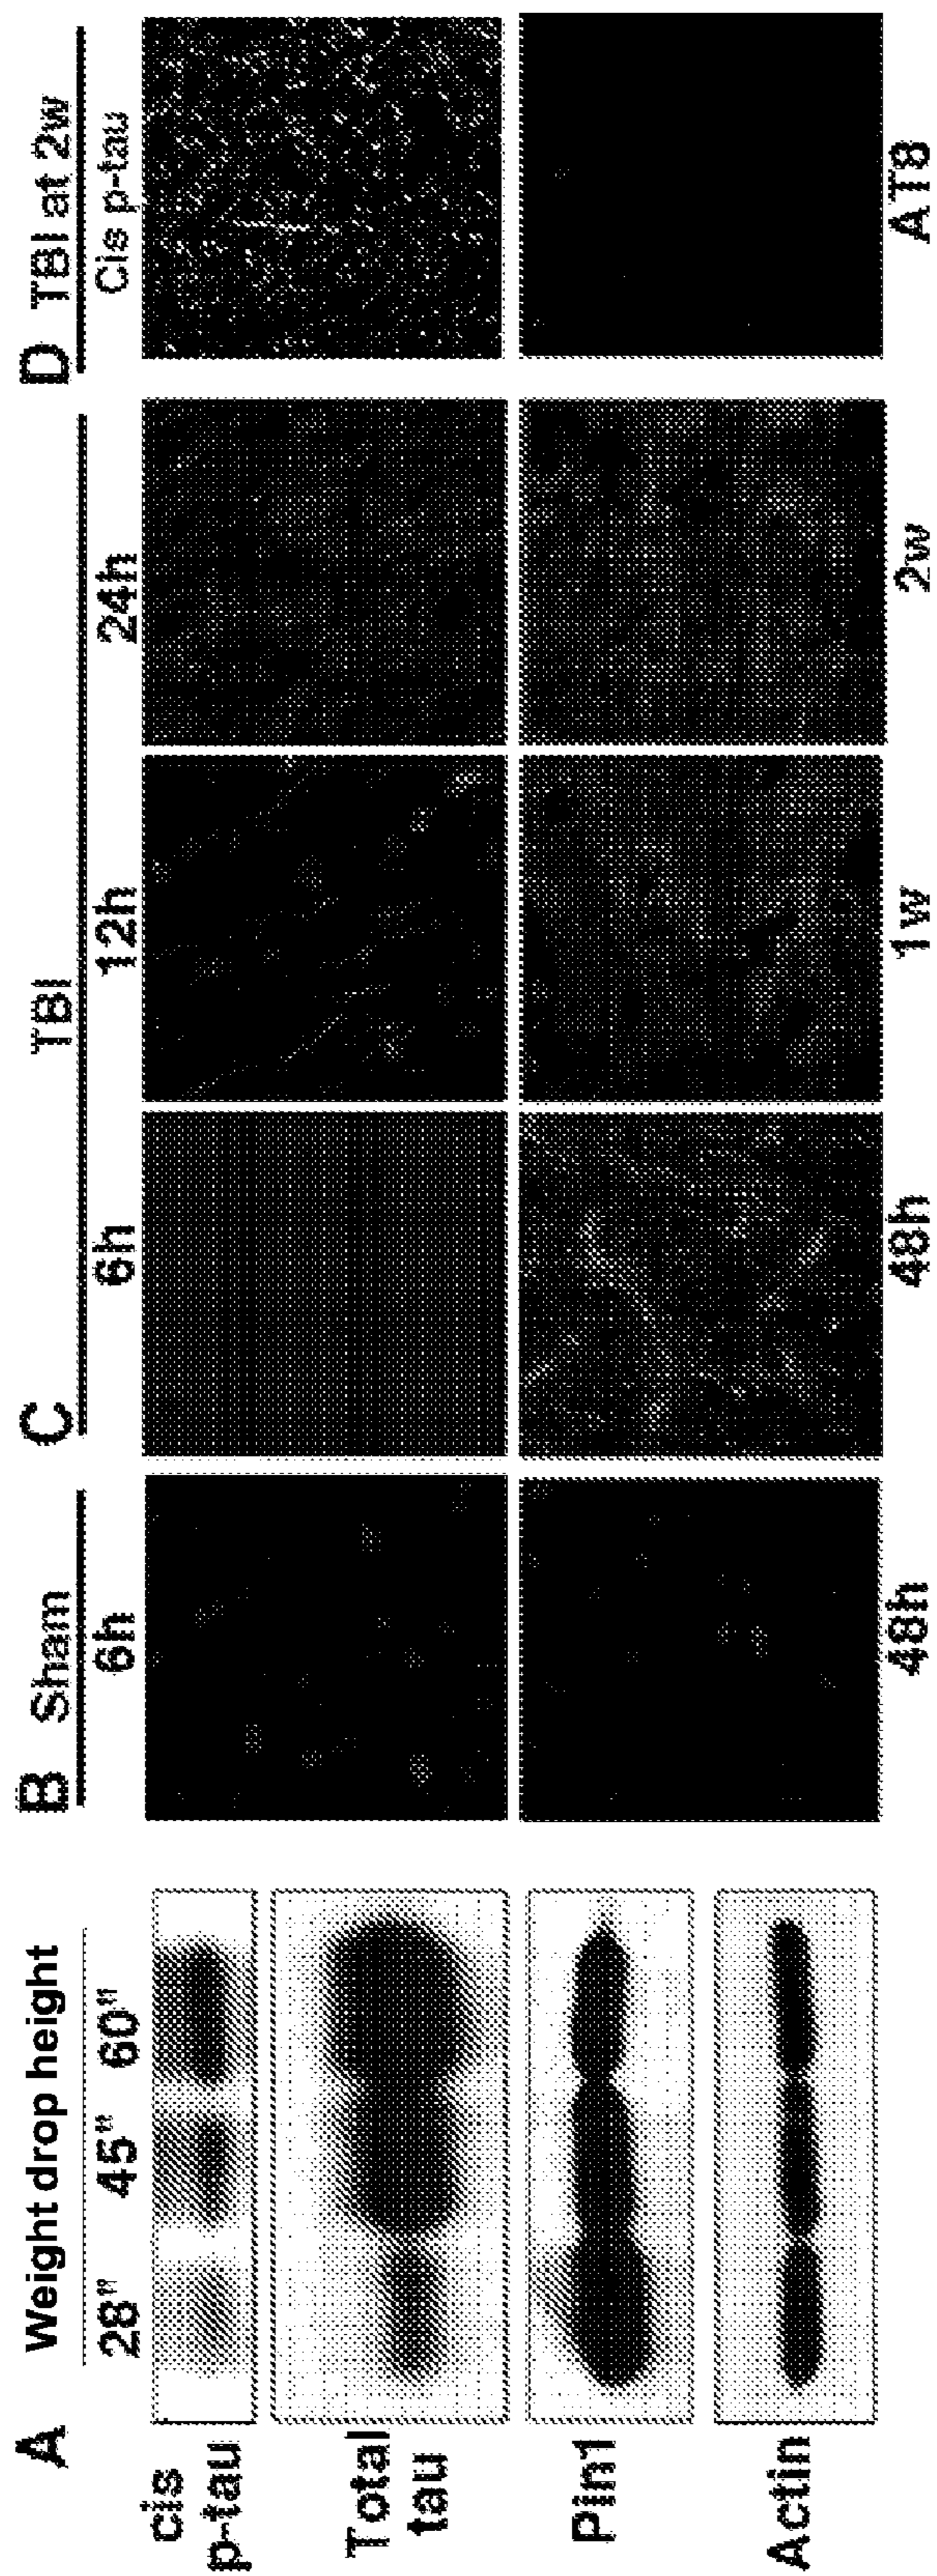 A Weight drop height
28" 45" 60"
cis
p-tau
Total
tau
Pin1
Actin
B Sham
6h
48h
C TBI
6h 12h 24h
48h 1w 2w
D TBI at 2w
Cis p-tau
AT8